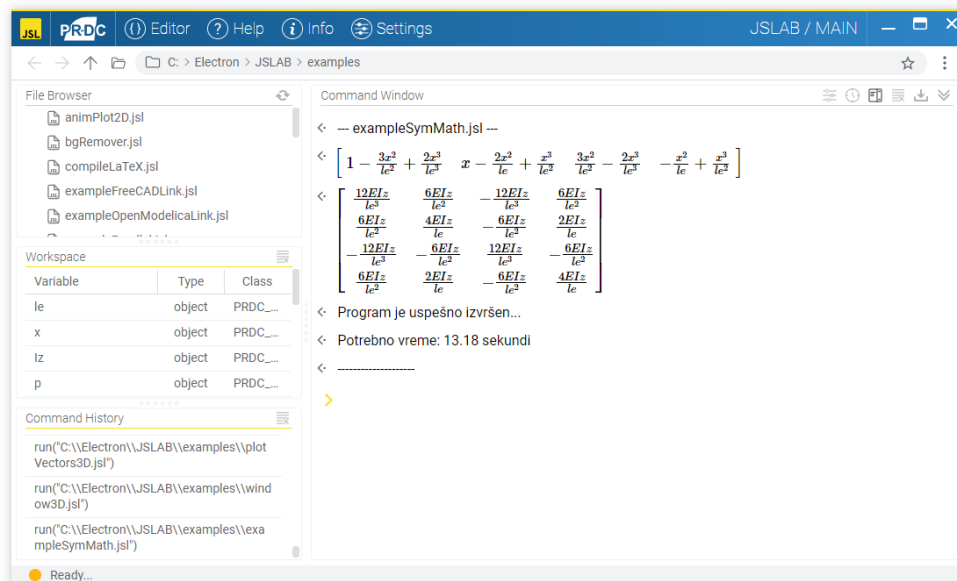 JSL PR·DC {} Editor ? Help i Info Settings JSLAB / MAIN
C: > Electron > JSLAB > examples
File Browser
animPlot2D.jsl
bgRemover.jsl
compileLaTeX.jsl
exampleFreeCADLink.jsl
exampleOpenModelicaLink.jsl
Workspace
Variable Type Class
le object PRDC_...
x object PRDC_...
Iz object PRDC_...
p object PRDC_...
Command History
run("C:\\Electron\\JSLAB\\examples\\plot
Vectors3D.jsl")
run("C:\\Electron\\JSLAB\\examples\\wind
ow3D.jsl")
run("C:\\Electron\\JSLAB\\examples\\exa
mpleSymMath.jsl")
Command Window
--- exampleSymMath.jsl ---
[ 1 − 3x²/le² + 2x³/le³ x − 2x²/le + x³/le² 3x²/le² − 2x³/le³ −x²/le + x³/le² ]
[ 12EIz/le³ 6EIz/le² −12EIz/le³ 6EIz/le²
6EIz/le² 4EIz/le −6EIz/le² 2EIz/le
−12EIz/le³ −6EIz/le² 12EIz/le³ −6EIz/le²
6EIz/le² 2EIz/le −6EIz/le² 4EIz/le ]
Program je uspešno izvršen...
Potrebno vreme: 13.18 sekundi
--------------------
>
Ready...